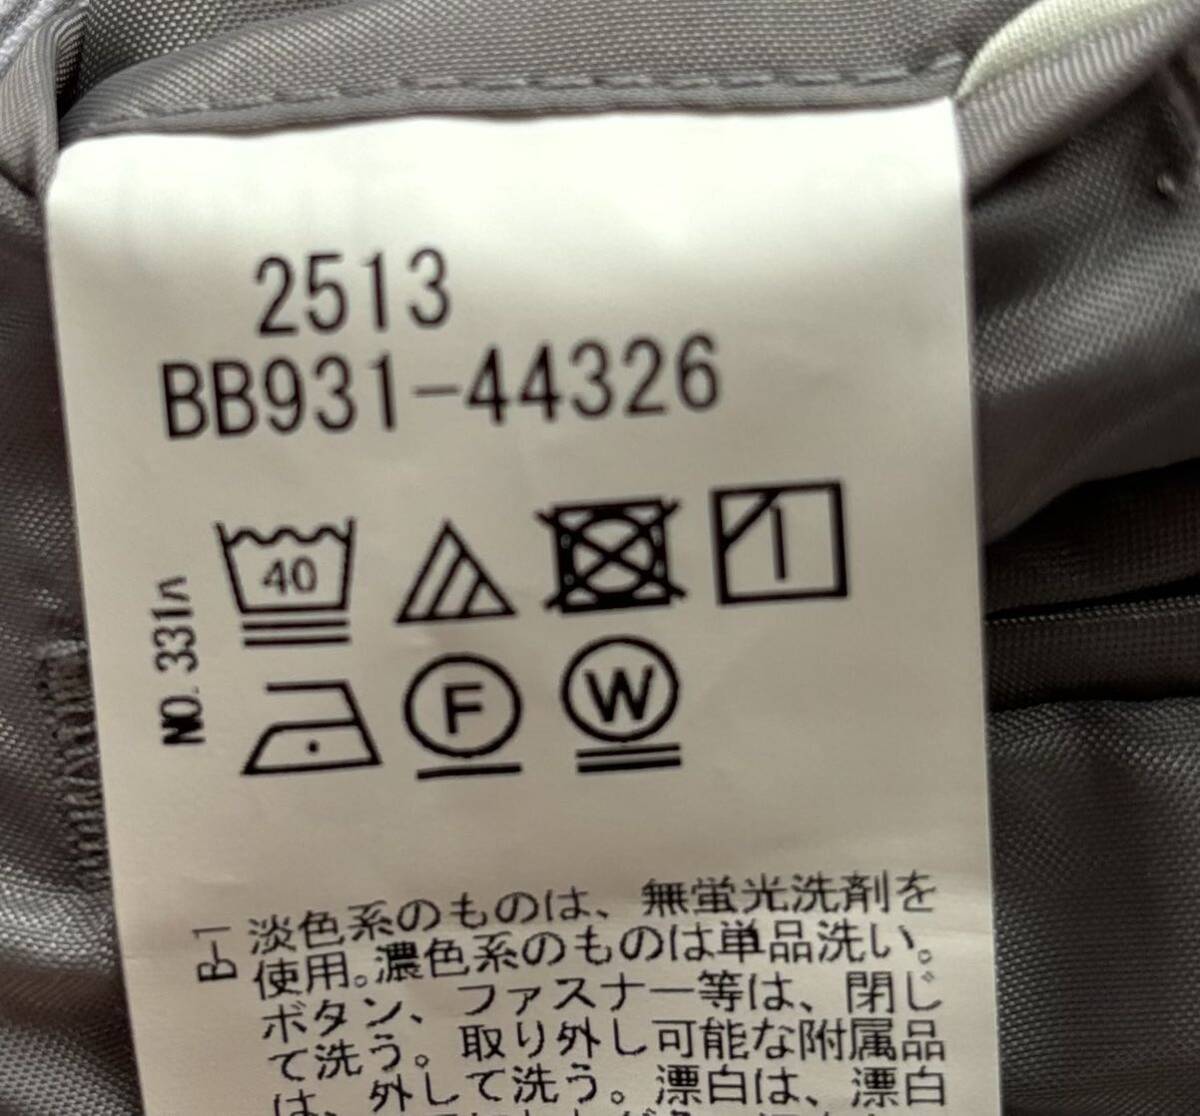 2513
BB931-44326
NO. 331ハ
40
F
W
B-1
淡色系のものは、無蛍光洗剤を
使用。濃色系のものは単品洗い。
ボタン、ファスナー等は、閉じ
て洗う。取り外し可能な附属品
は、外して洗う。漂白は、漂白